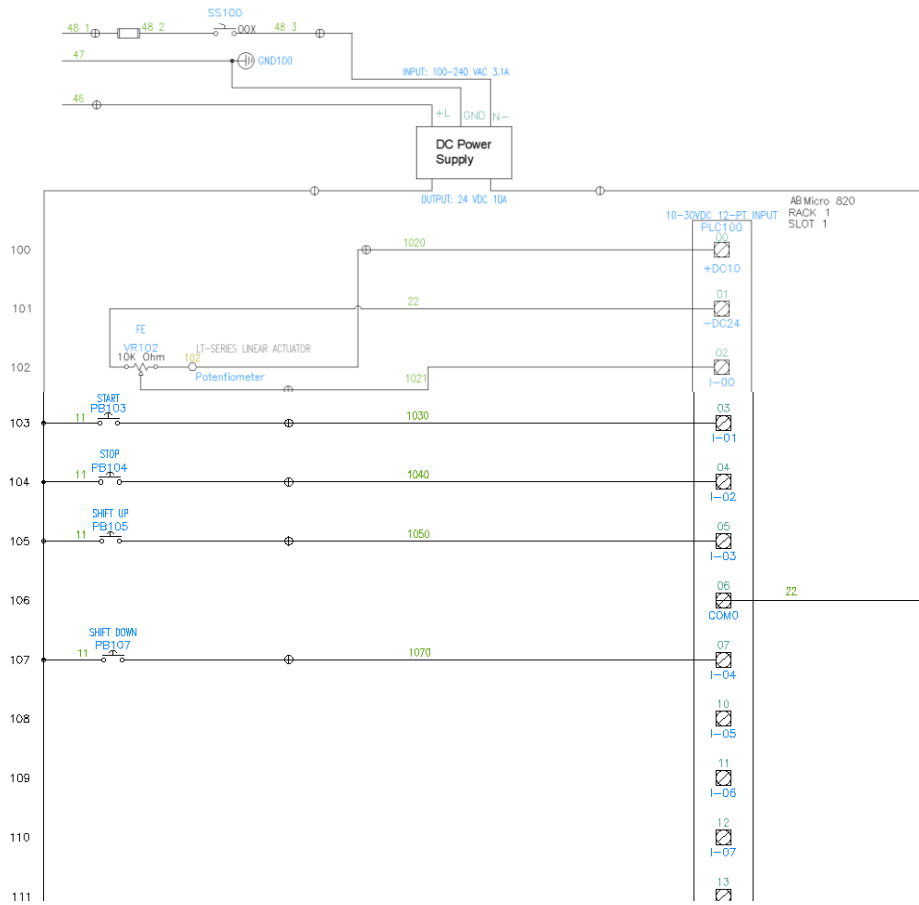 SS100
48 1
48 2
00X
48 3
47
GND100
INPUT: 100-240 VAC 3.1A
46
+L GND N-
DC Power
Supply
OUTPUT: 24 VDC 10A
AB Micro 820
RACK 1
SLOT 1
10-30VDC 12-PT INPUT
PLC100
00
100
1020
+DC10
01
101
22
-DC24
FE
VR102
10K Ohm
102
LT-SERIES LINEAR ACTUATOR
Potentiometer
02
102
1021
I-00
START
PB103
03
103
11
1030
I-01
STOP
PB104
04
104
11
1040
I-02
SHIFT UP
PB105
05
105
11
1050
I-03
06
106
22
COM0
SHIFT DOWN
PB107
07
107
11
1070
I-04
10
108
I-05
11
109
I-06
12
110
I-07
13
111